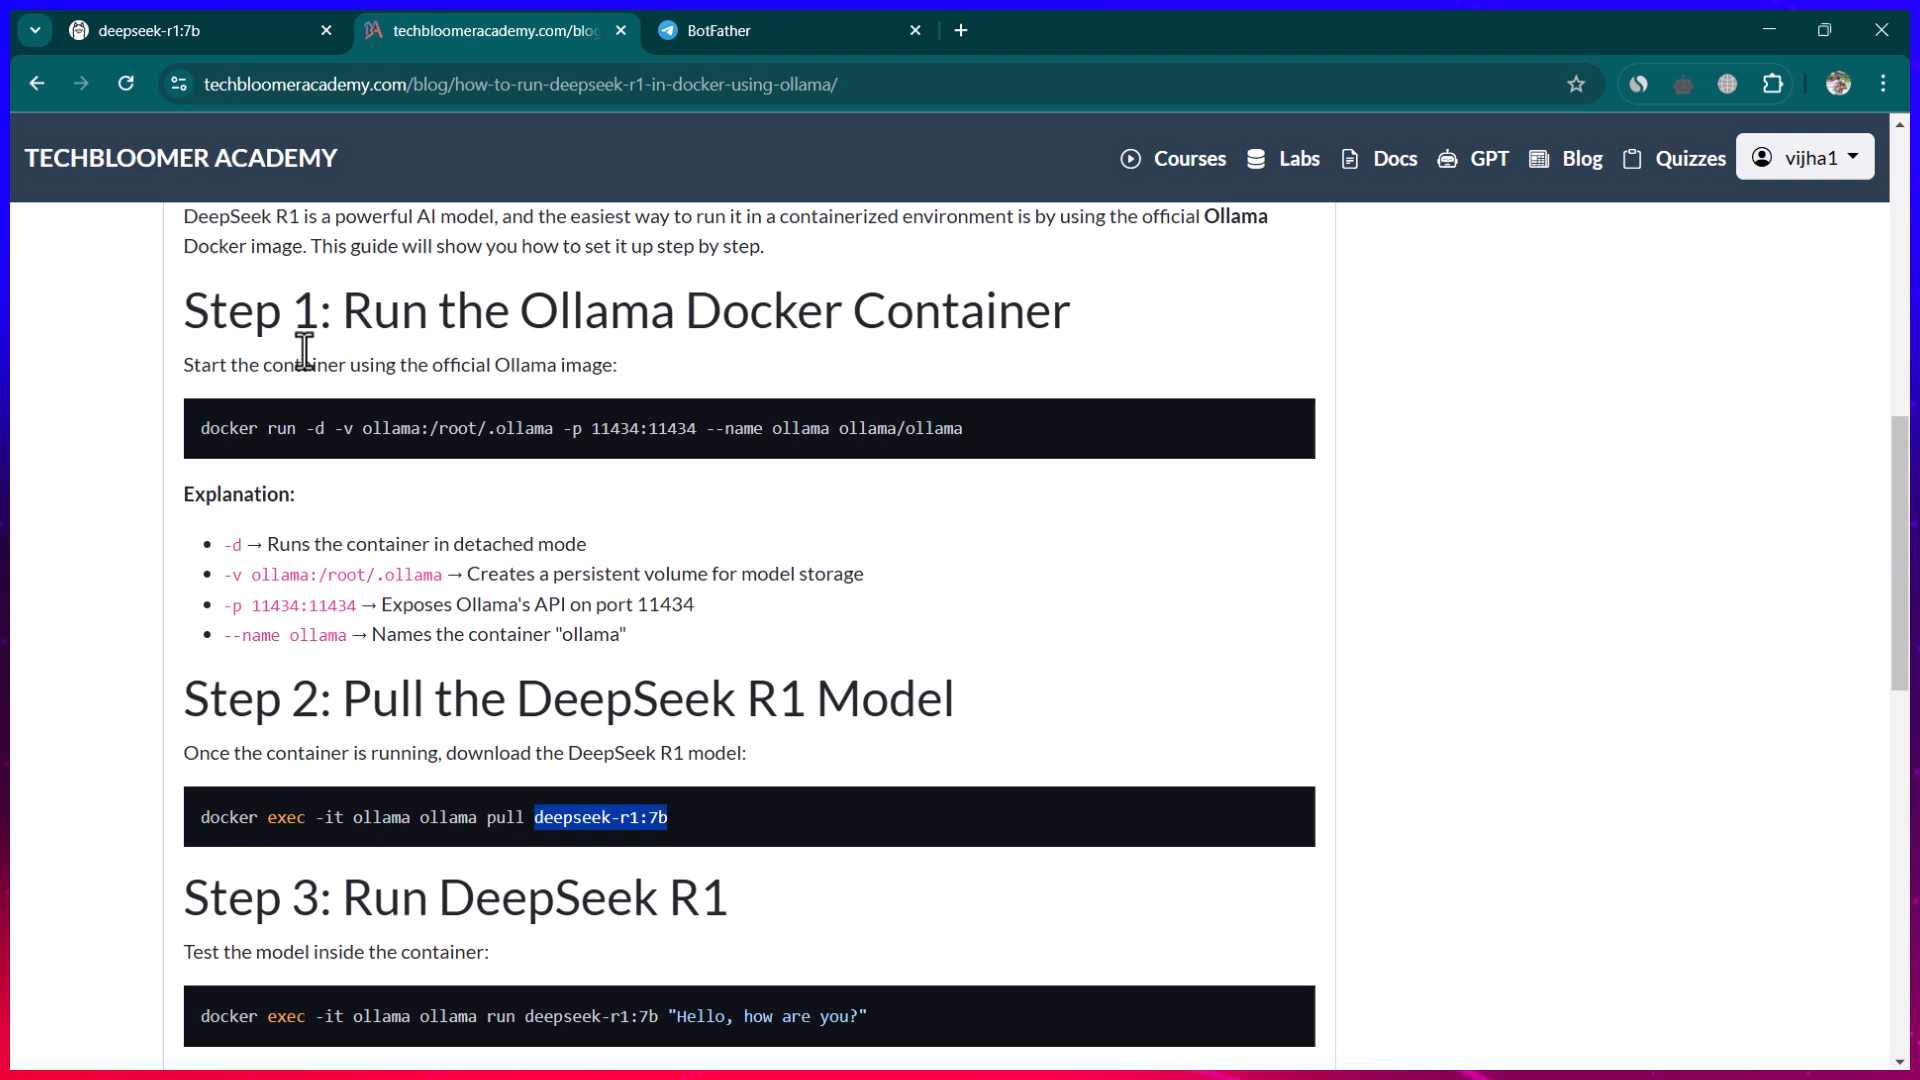 deepseek-r1:7b
techbloomeracademy.com/blog
BotFather
techbloomeracademy.com/blog/how-to-run-deepseek-r1-in-docker-using-ollama/
TECHBLOOMER ACADEMY
Courses
Labs
Docs
GPT
Blog
Quizzes
vijha1
DeepSeek R1 is a powerful AI model, and the easiest way to run it in a containerized environment is by using the official Ollama
Docker image. This guide will show you how to set it up step by step.
Step 1: Run the Ollama Docker Container
Start the container using the official Ollama image:
docker run -d -v ollama:/root/.ollama -p 11434:11434 --name ollama ollama/ollama
Explanation:
-d → Runs the container in detached mode
-v ollama:/root/.ollama → Creates a persistent volume for model storage
-p 11434:11434 → Exposes Ollama's API on port 11434
--name ollama → Names the container "ollama"
Step 2: Pull the DeepSeek R1 Model
Once the container is running, download the DeepSeek R1 model:
docker exec -it ollama ollama pull deepseek-r1:7b
Step 3: Run DeepSeek R1
Test the model inside the container:
docker exec -it ollama ollama run deepseek-r1:7b "Hello, how are you?"